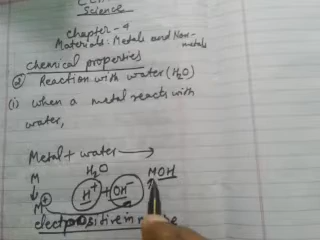 Science
Chapter - 4
Materials: Metals and Non-
metals
Chemical properties
② Reaction with water (H₂O)
(i) when a metal reacts with
water,
Metal + water ⟶
M H₂O MOH
M⊕ H⁺ + OH⁻
electropositive in